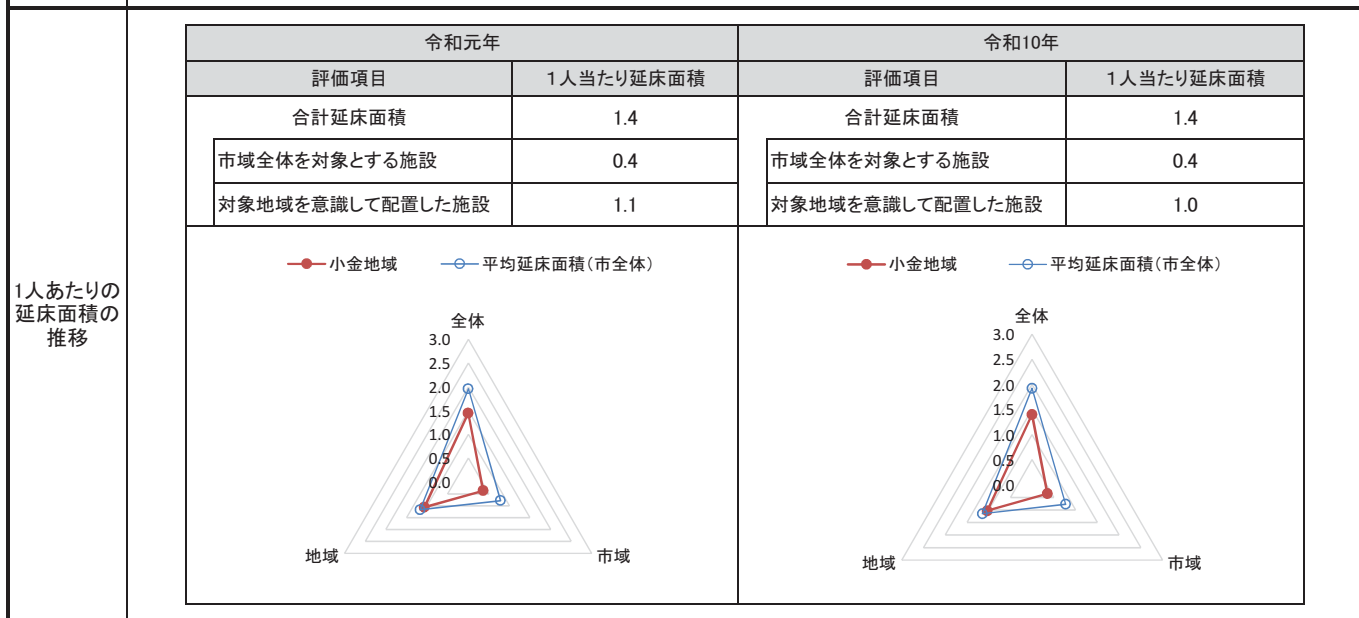 1人あたりの
延床面積の
推移
令和元年 令和10年
評価項目 1人当たり延床面積 評価項目 1人当たり延床面積
合計延床面積 1.4 合計延床面積 1.4
市域全体を対象とする施設 0.4 市域全体を対象とする施設 0.4
対象地域を意識して配置した施設 1.1 対象地域を意識して配置した施設 1.0
小金地域 平均延床面積(市全体)
全体
3.0
2.5
2.0
1.5
1.0
0.5
0.0
地域 市域
小金地域 平均延床面積(市全体)
全体
3.0
2.5
2.0
1.5
1.0
0.5
0.0
地域 市域